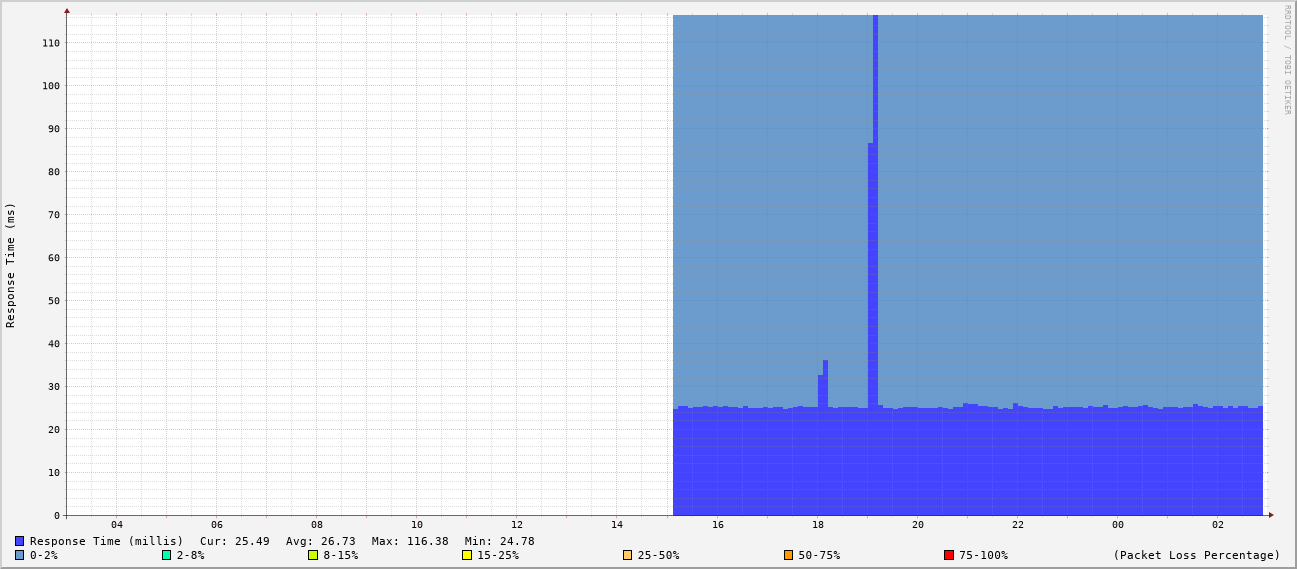 RRDTOOL / TOBI OETIKER
Response Time (ms)
110
100
90
80
70
60
50
40
30
20
10
0
04 06 08 10 12 14 16 18 20 22 00 02
Response Time (millis) Cur: 25.49 Avg: 26.73 Max: 116.38 Min: 24.78
0-2% 2-8% 8-15% 15-25% 25-50% 50-75% 75-100% (Packet Loss Percentage)